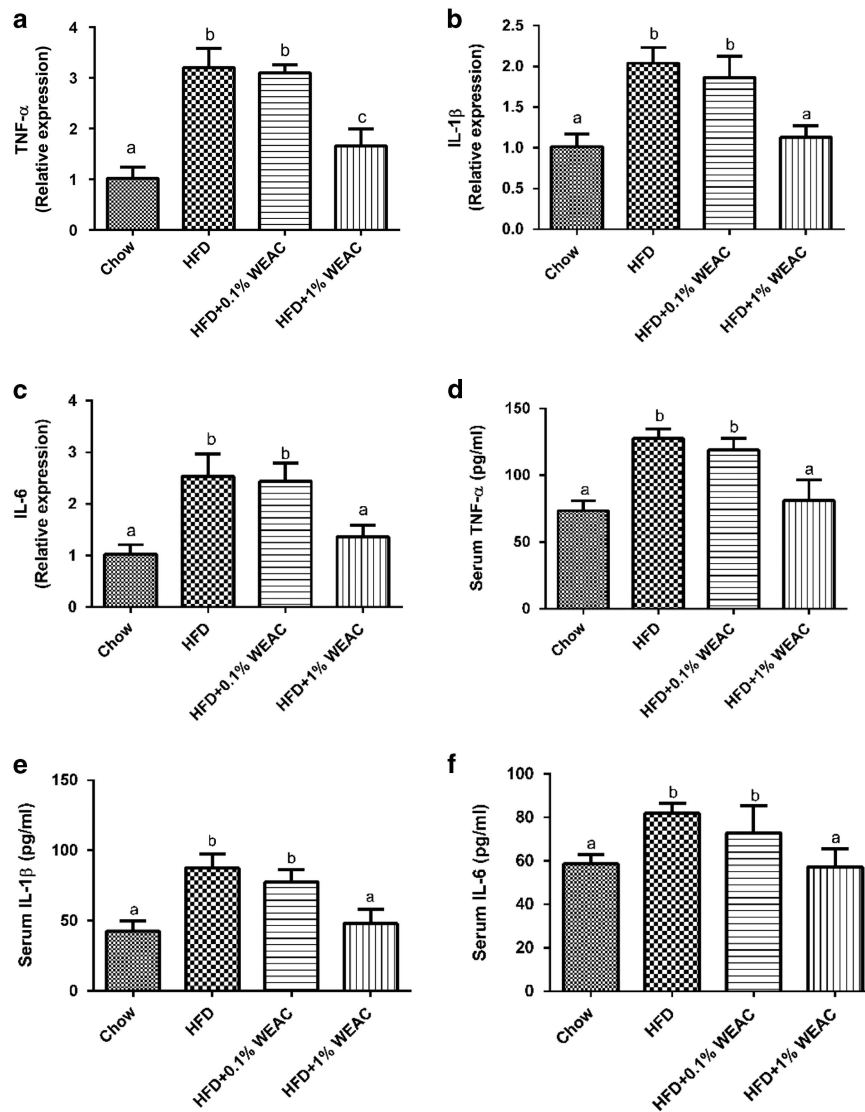 a
TNF-α
(Relative expression)
4
3
2
1
0
a
b
b
c
Chow
HFD
HFD+0.1% WEAC
HFD+1% WEAC
b
IL-1β
(Relative expression)
2.5
2.0
1.5
1.0
0.5
0.0
a
b
b
a
Chow
HFD
HFD+0.1% WEAC
HFD+1% WEAC
c
IL-6
(Relative expression)
4
3
2
1
0
a
b
b
a
Chow
HFD
HFD+0.1% WEAC
HFD+1% WEAC
d
Serum TNF-α (pg/ml)
150
100
50
0
a
b
b
a
Chow
HFD
HFD+0.1% WEAC
HFD+1% WEAC
e
Serum IL-1β (pg/ml)
150
100
50
0
a
b
b
a
Chow
HFD
HFD+0.1% WEAC
HFD+1% WEAC
f
Serum IL-6 (pg/ml)
100
80
60
40
20
0
a
b
b
a
Chow
HFD
HFD+0.1% WEAC
HFD+1% WEAC